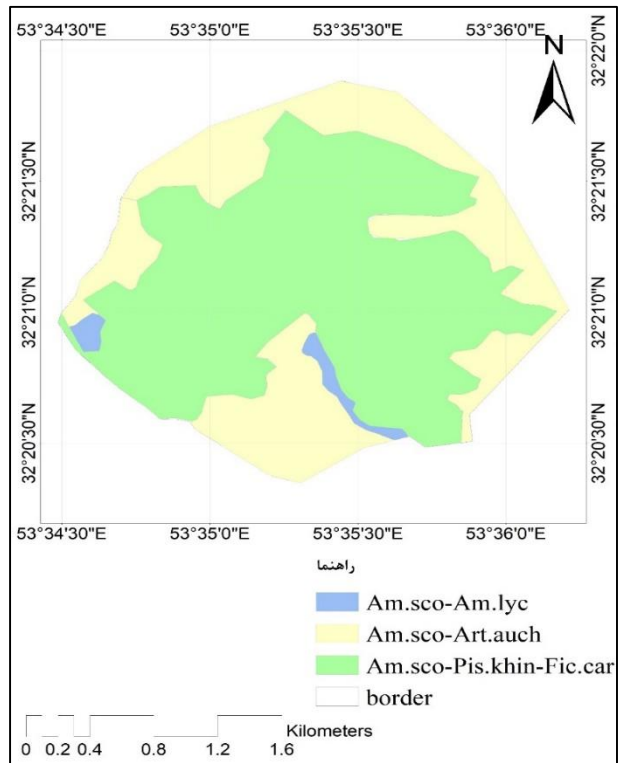 53°34'30"E 53°35'0"E 53°35'30"E 53°36'0"E
N
32°22'0"N
32°21'30"N 32°21'30"N
32°21'0"N 32°21'0"N
32°20'30"N 32°20'30"N
53°34'30"E 53°35'0"E 53°35'30"E 53°36'0"E
راهنما
Am.sco-Am.lyc
Am.sco-Art.auch
Am.sco-Pis.khin-Fic.car
border
Kilometers
0 0.2 0.4 0.8 1.2 1.6